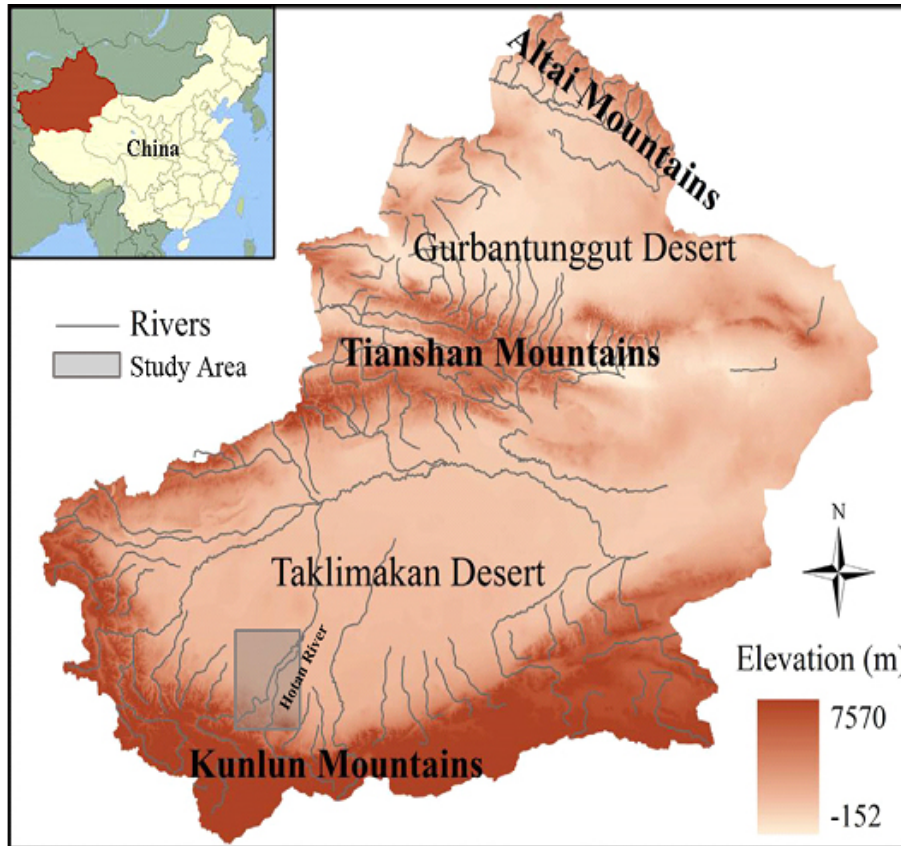 China
Altai Mountains
Gurbantunggut Desert
Rivers
Study Area
Tianshan Mountains
Taklimakan Desert
Hotan River
Kunlun Mountains
N
Elevation (m)
7570
-152